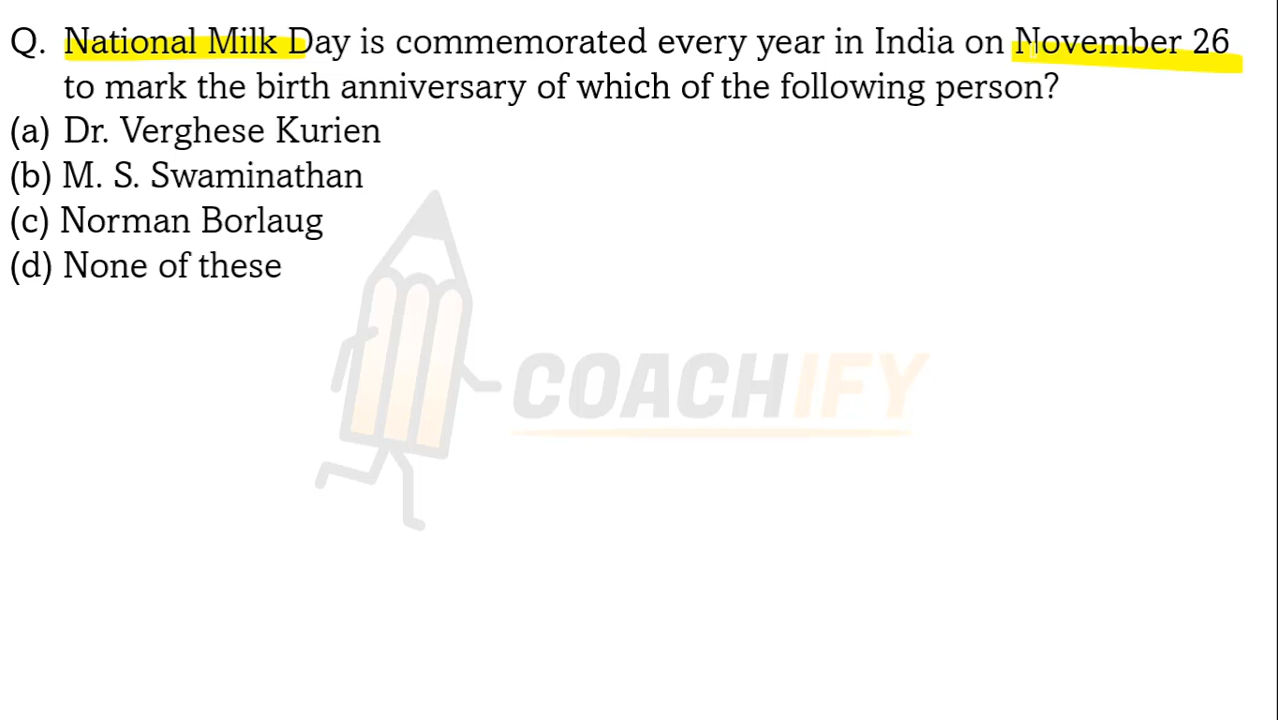 Q. National Milk Day is commemorated every year in India on November 26
to mark the birth anniversary of which of the following person?
(a) Dr. Verghese Kurien
(b) M. S. Swaminathan
(c) Norman Borlaug
(d) None of these
COACHIFY